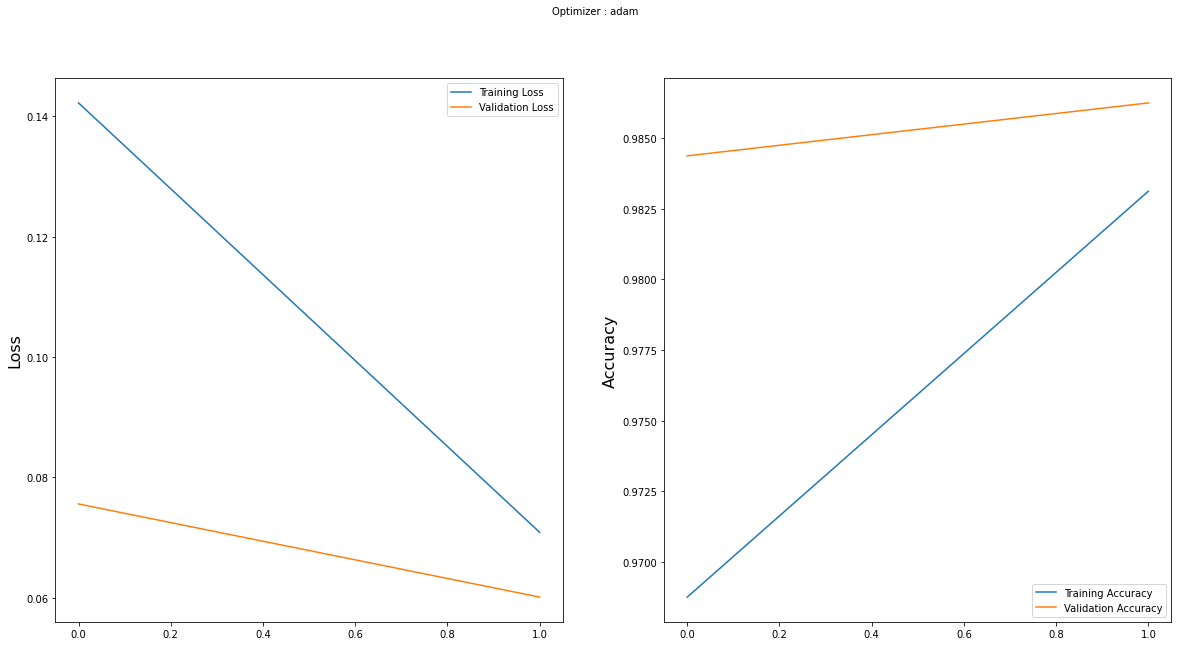 Optimizer : adam
Loss
0.14
0.12
0.10
0.08
0.06
0.0 0.2 0.4 0.6 0.8 1.0
Training Loss
Validation Loss
Accuracy
0.9850
0.9825
0.9800
0.9775
0.9750
0.9725
0.9700
0.0 0.2 0.4 0.6 0.8 1.0
Training Accuracy
Validation Accuracy